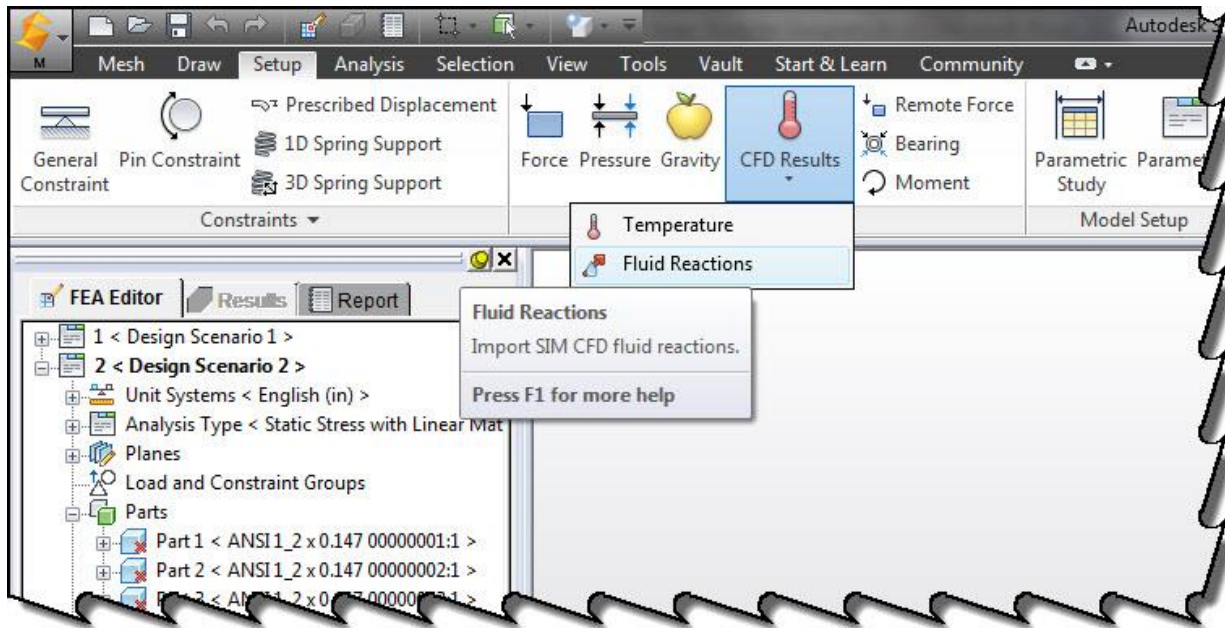 Autodesk
M Mesh Draw Setup Analysis Selection View Tools Vault Start & Learn Community
General Constraint
Pin Constraint
Prescribed Displacement
1D Spring Support
3D Spring Support
Constraints
Force Pressure Gravity CFD Results
Remote Force
Bearing
Moment
Parametric Study
Model Setup
Temperature
Fluid Reactions
Fluid Reactions
Import SIM CFD fluid reactions.
Press F1 for more help
FEA Editor Results Report
1 < Design Scenario 1 >
2 < Design Scenario 2 >
Unit Systems < English (in) >
Analysis Type < Static Stress with Linear Mat
Planes
Load and Constraint Groups
Parts
Part 1 < ANSI 1_2 x 0.147 00000001:1 >
Part 2 < ANSI 1_2 x 0.147 00000002:1 >